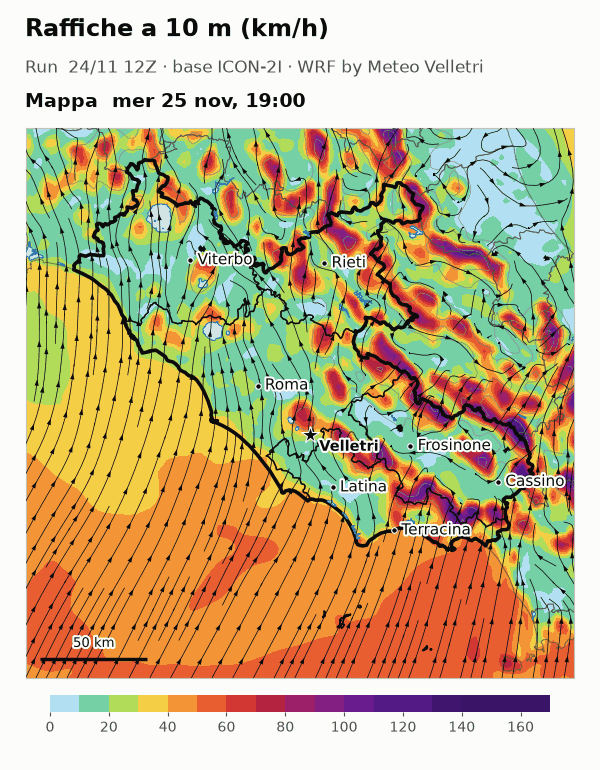 Raffiche a 10 m (km/h)
Run  24/11 12Z · base ICON-2I · WRF by Meteo Velletri
Mappa  mer 25 nov, 19:00
Viterbo
Rieti
Roma
Velletri
Frosinone
Cassino
Latina
Terracina
50 km
0 20 40 60 80 100 120 140 160